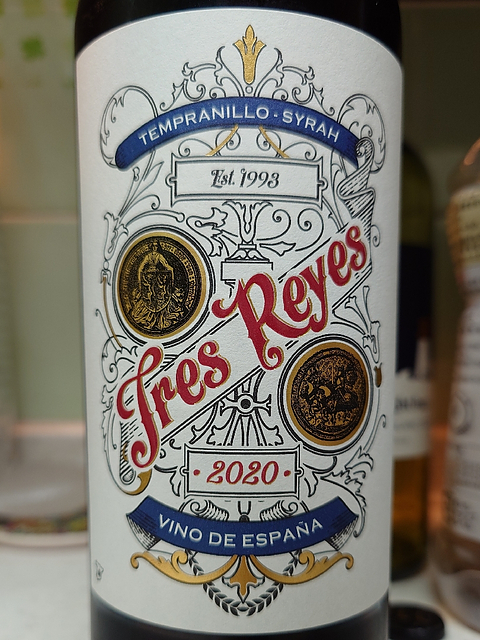 TEMPRANILLO - SYRAH
Est. 1993
Tres Reyes
· 2020 ·
VINO DE ESPAÑA